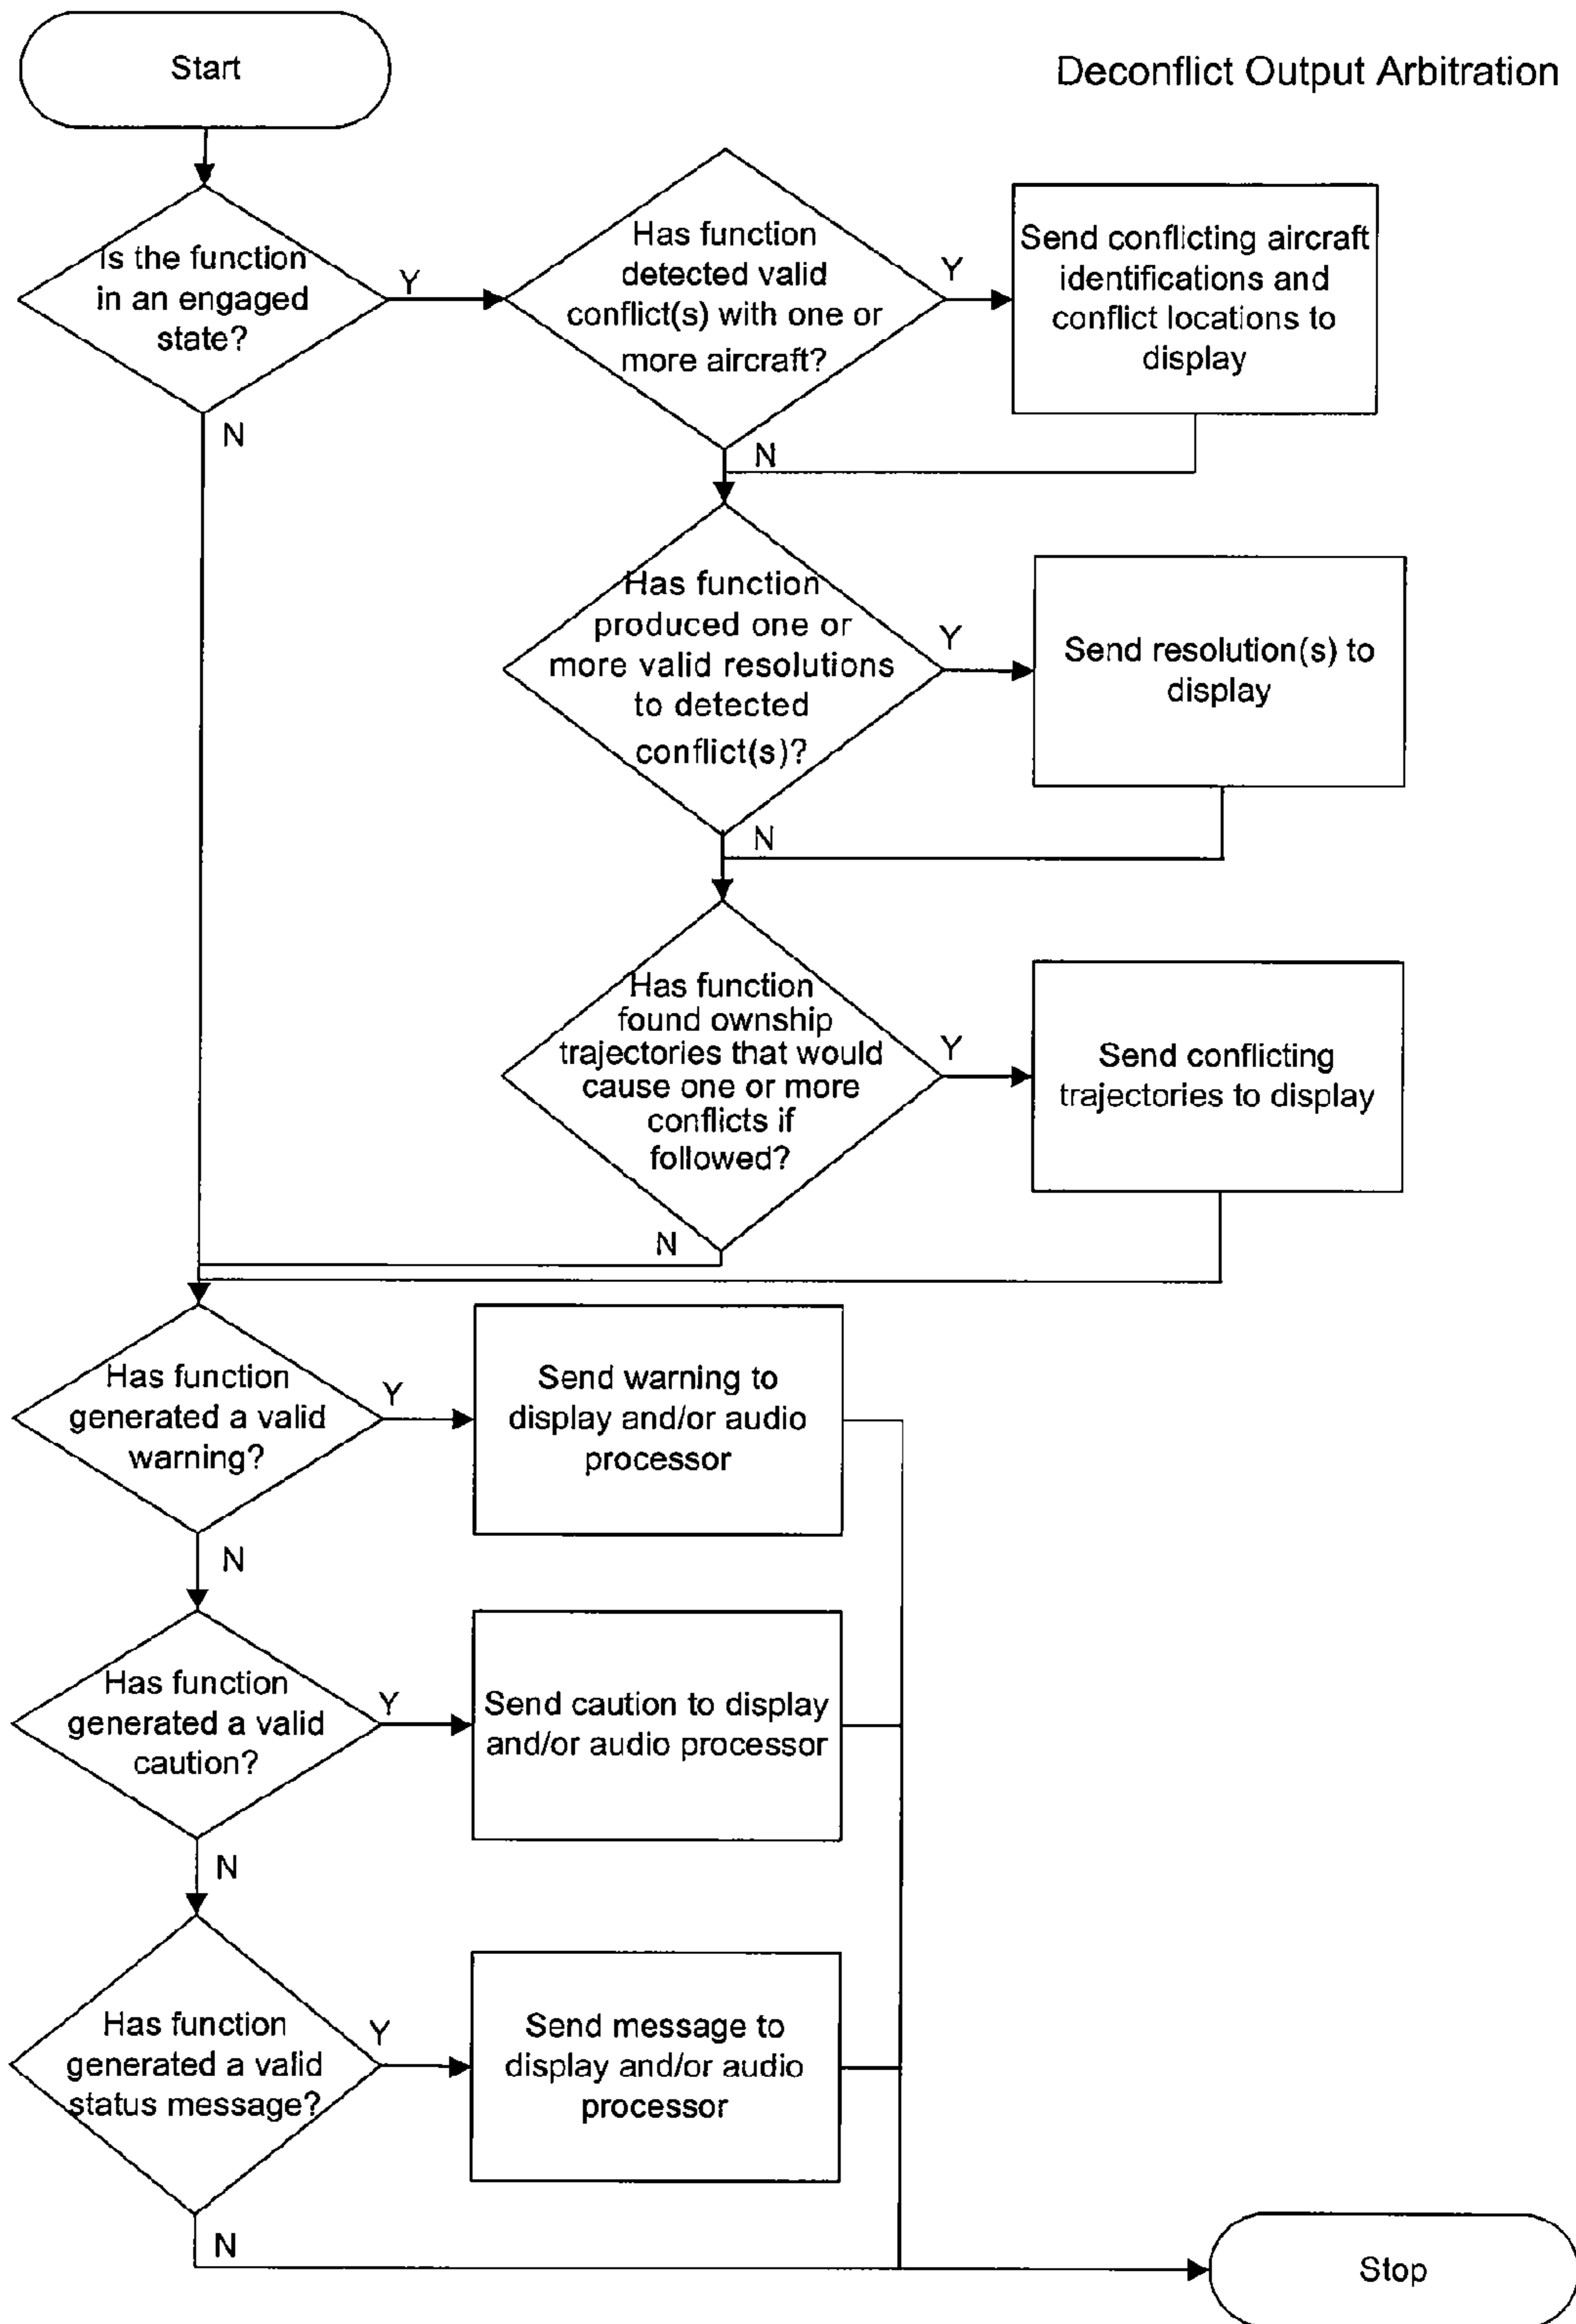 Start
Deconflict Output Arbitration
Is the function
in an engaged
state?
Y
N
Has function
detected valid
conflict(s) with one or
more aircraft?
Y
N
Send conflicting aircraft
identifications and
conflict locations to
display
Has function
produced one or
more valid resolutions
to detected
conflict(s)?
Y
N
Send resolution(s) to
display
Has function
found ownship
trajectories that would
cause one or more
conflicts if
followed?
Y
N
Send conflicting
trajectories to display
Has function
generated a valid
warning?
Y
N
Send warning to
display and/or audio
processor
Has function
generated a valid
caution?
Y
N
Send caution to display
and/or audio processor
Has function
generated a valid
status message?
Y
N
Send message to
display and/or audio
processor
Stop